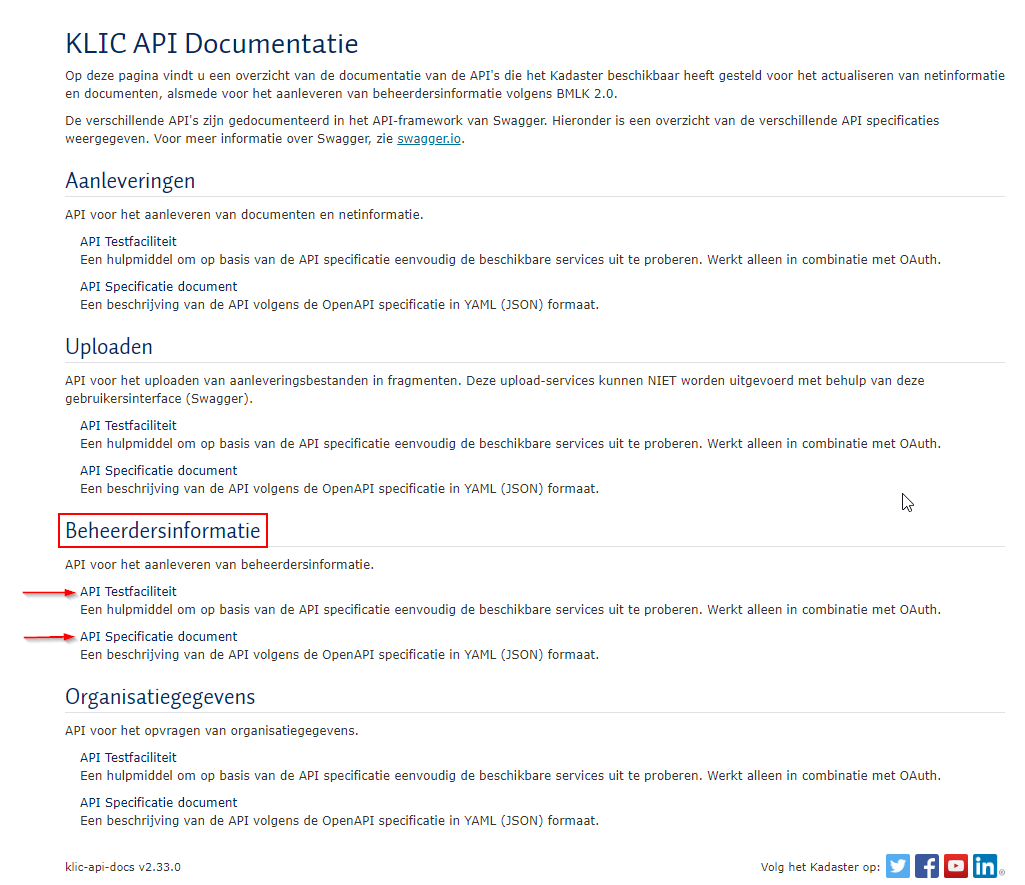 KLIC API Documentatie
Op deze pagina vindt u een overzicht van de documentatie van de API's die het Kadaster beschikbaar heeft gesteld voor het actualiseren van netinformatie
en documenten, alsmede voor het aanleveren van beheerdersinformatie volgens BMLK 2.0.
De verschillende API's zijn gedocumenteerd in het API-framework van Swagger. Hieronder is een overzicht van de verschillende API specificaties
weergegeven. Voor meer informatie over Swagger, zie swagger.io.
Aanleveringen
API voor het aanleveren van documenten en netinformatie.
API Testfaciliteit
Een hulpmiddel om op basis van de API specificatie eenvoudig de beschikbare services uit te proberen. Werkt alleen in combinatie met OAuth.
API Specificatie document
Een beschrijving van de API volgens de OpenAPI specificatie in YAML (JSON) formaat.
Uploaden
API voor het uploaden van aanleveringsbestanden in fragmenten. Deze upload-services kunnen NIET worden uitgevoerd met behulp van deze
gebruikersinterface (Swagger).
API Testfaciliteit
Een hulpmiddel om op basis van de API specificatie eenvoudig de beschikbare services uit te proberen. Werkt alleen in combinatie met OAuth.
API Specificatie document
Een beschrijving van de API volgens de OpenAPI specificatie in YAML (JSON) formaat.
Beheerdersinformatie
API voor het aanleveren van beheerdersinformatie.
API Testfaciliteit
Een hulpmiddel om op basis van de API specificatie eenvoudig de beschikbare services uit te proberen. Werkt alleen in combinatie met OAuth.
API Specificatie document
Een beschrijving van de API volgens de OpenAPI specificatie in YAML (JSON) formaat.
Organisatiegegevens
API voor het opvragen van organisatiegegevens.
API Testfaciliteit
Een hulpmiddel om op basis van de API specificatie eenvoudig de beschikbare services uit te proberen. Werkt alleen in combinatie met OAuth.
API Specificatie document
Een beschrijving van de API volgens de OpenAPI specificatie in YAML (JSON) formaat.
klic-api-docs v2.33.0
Volg het Kadaster op: in ®